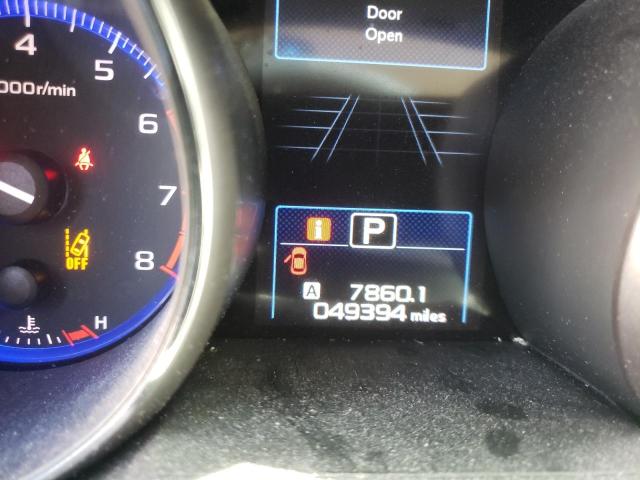 Door
Open
4
5
000r/min
6
7
8
OFF
H
i
P
A 7860.1
049394 miles